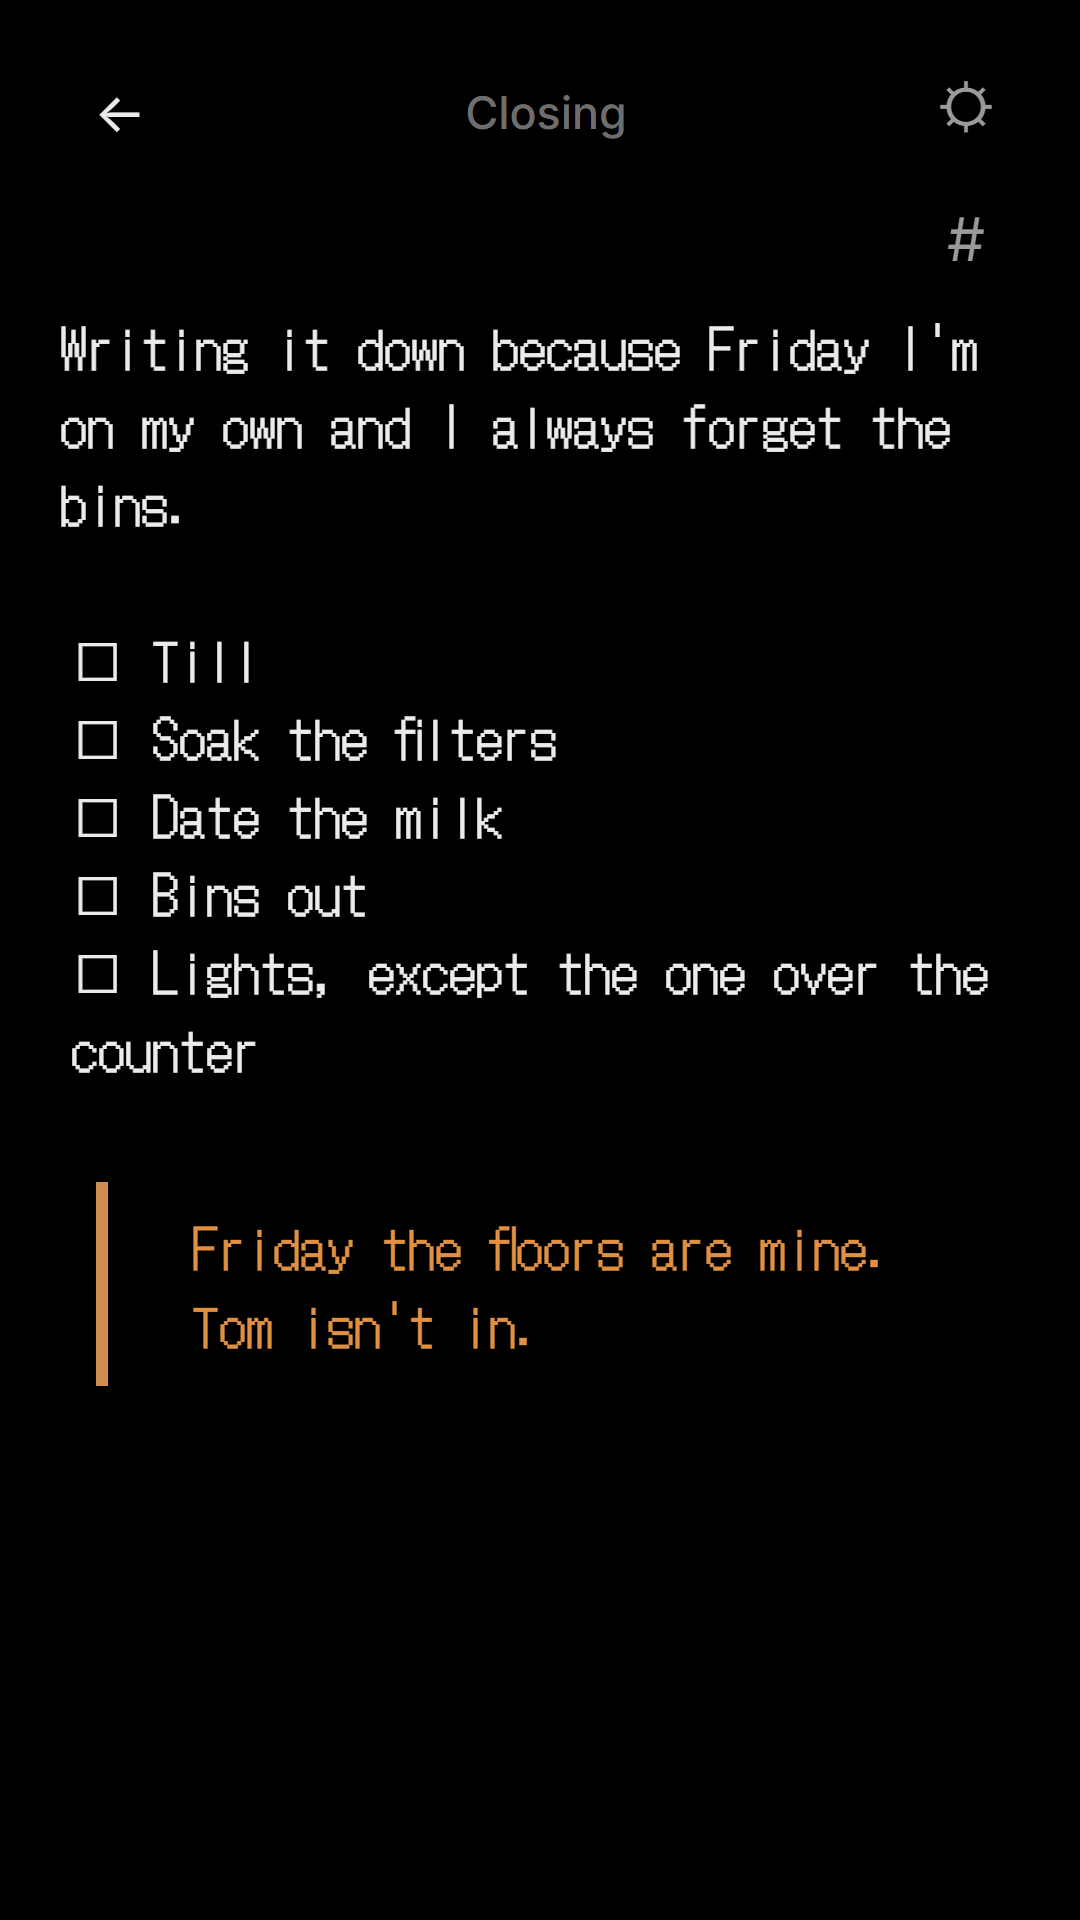 Closing
#
Writing it down because Friday I'm
on my own and I always forget the
bins.
☐ Till
☐ Soak the filters
☐ Date the milk
☐ Bins out
☐ Lights, except the one over the
counter
Friday the floors are mine.
Tom isn't in.